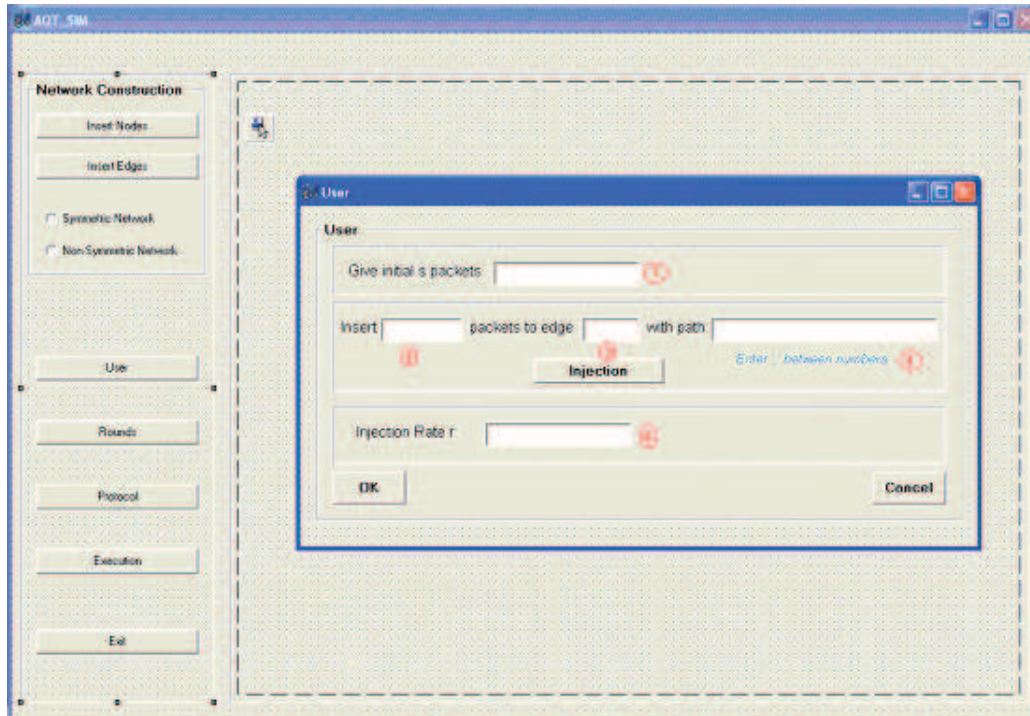 AQT_SIM
Network Construction
Insert Nodes
Insert Edges
Symmetric Network
Non Symmetric Network
User
Rounds
Protocol
Execution
Exit
User
User
Give initial s packets
Insert packets to edge with path:
Enter , between numbers
Injection
Injection Rate r
OK Cancel